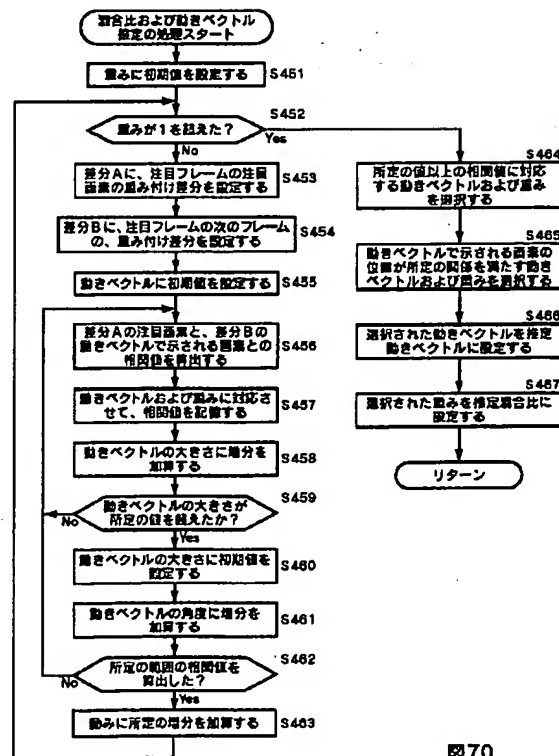 混合比および動きベクトル
推定の処理スタート
重みに初期値を設定する
S451
S452
重みが1を超えた？
Yes
No
差分Aに、注目フレームの注目
画素の重み付け差分を設定する
S453
差分Bに、注目フレームの次のフレーム
の、重み付け差分を設定する
S454
動きベクトルに初期値を設定する
S455
差分Aの注目画素と、差分Bの
動きベクトルで示される画素との
相関値を算出する
S456
動きベクトルおよび重みに対応
させて、相関値を記憶する
S457
動きベクトルの大きさに増分を
加算する
S458
S459
動きベクトルの大きさが
所定の値を超えたか？
No
Yes
動きベクトルの大きさに初期値を
設定する
S460
動きベクトルの角度に増分を
加算する
S461
S462
所定の範囲の相関値を
算出した？
No
Yes
重みに所定の増分を加算する
S463
S464
所定の値以上の相関値に対応
する動きベクトルおよび重み
を選択する
S465
動きベクトルで示される画素の
位置が所定の関係を満たす動き
ベクトルおよび重みを選択する
S466
選択された動きベクトルを推定
動きベクトルに設定する
S467
選択された重みを推定混合比に
設定する
リターン
図70